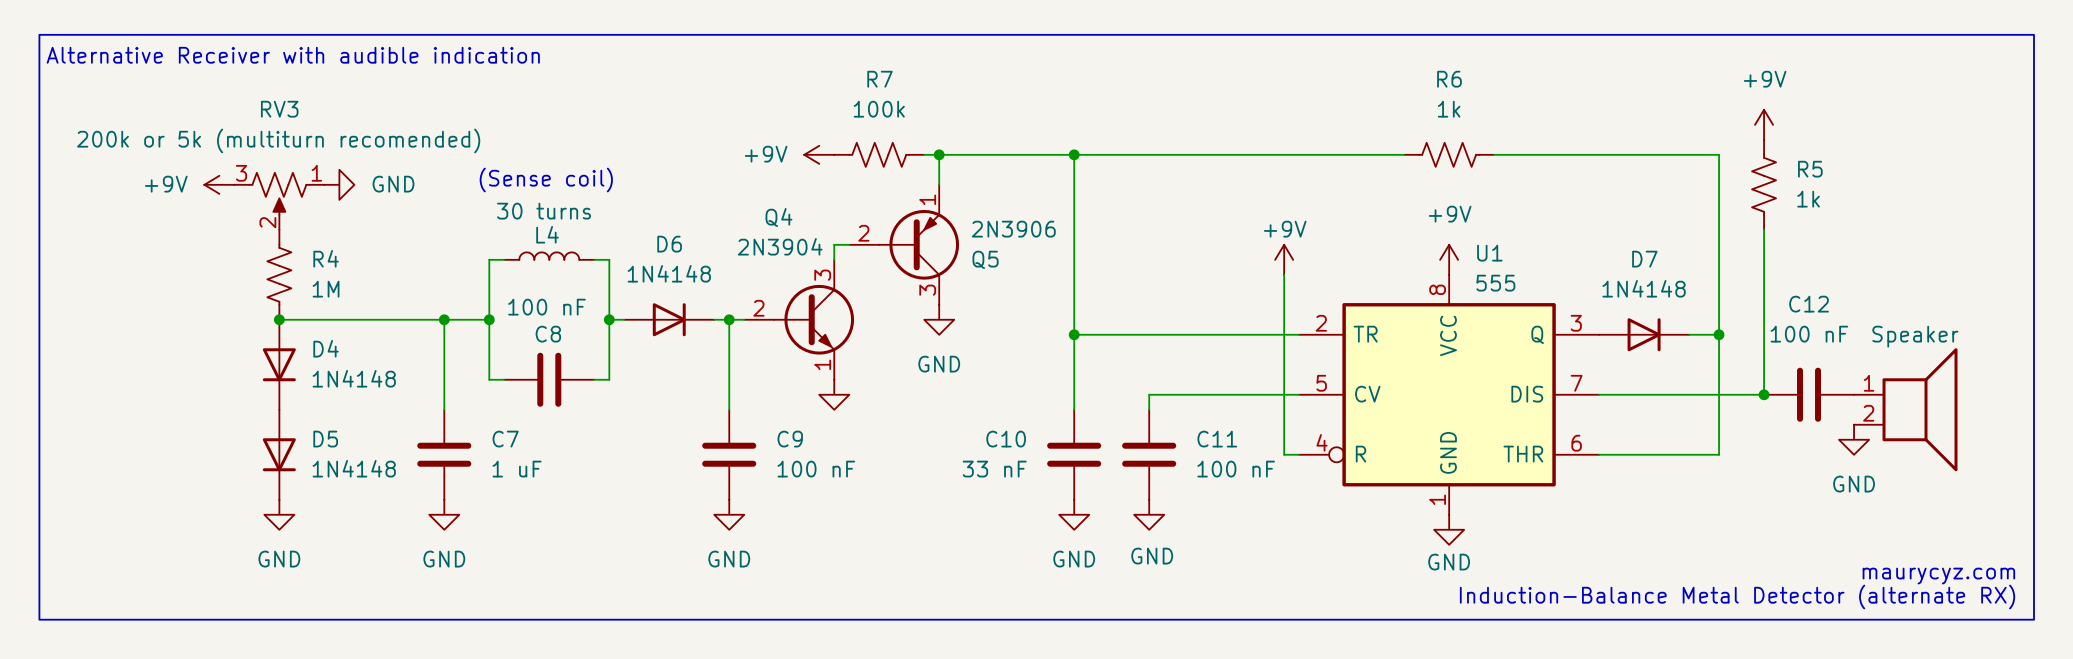 Alternative Receiver with audible indication
RV3
200k or 5k (multiturn recomended)
+9V
3
1
GND
2
R4
1M
D4
1N4148
D5
1N4148
GND
C7
1 uF
GND
(Sense coil)
30 turns
L4
100 nF
C8
D6
1N4148
C9
100 nF
GND
Q4
2N3904
2
3
1
R7
100k
+9V
1
2
3
2N3906
Q5
GND
C10
33 nF
GND
C11
100 nF
GND
R6
1k
+9V
+9V
U1
555
8
VCC
2
TR
5
CV
4
R
GND
1
GND
Q
3
DIS
7
THR
6
D7
1N4148
+9V
R5
1k
C12
100 nF
Speaker
1
2
GND
maurycyz.com
Induction-Balance Metal Detector (alternate RX)